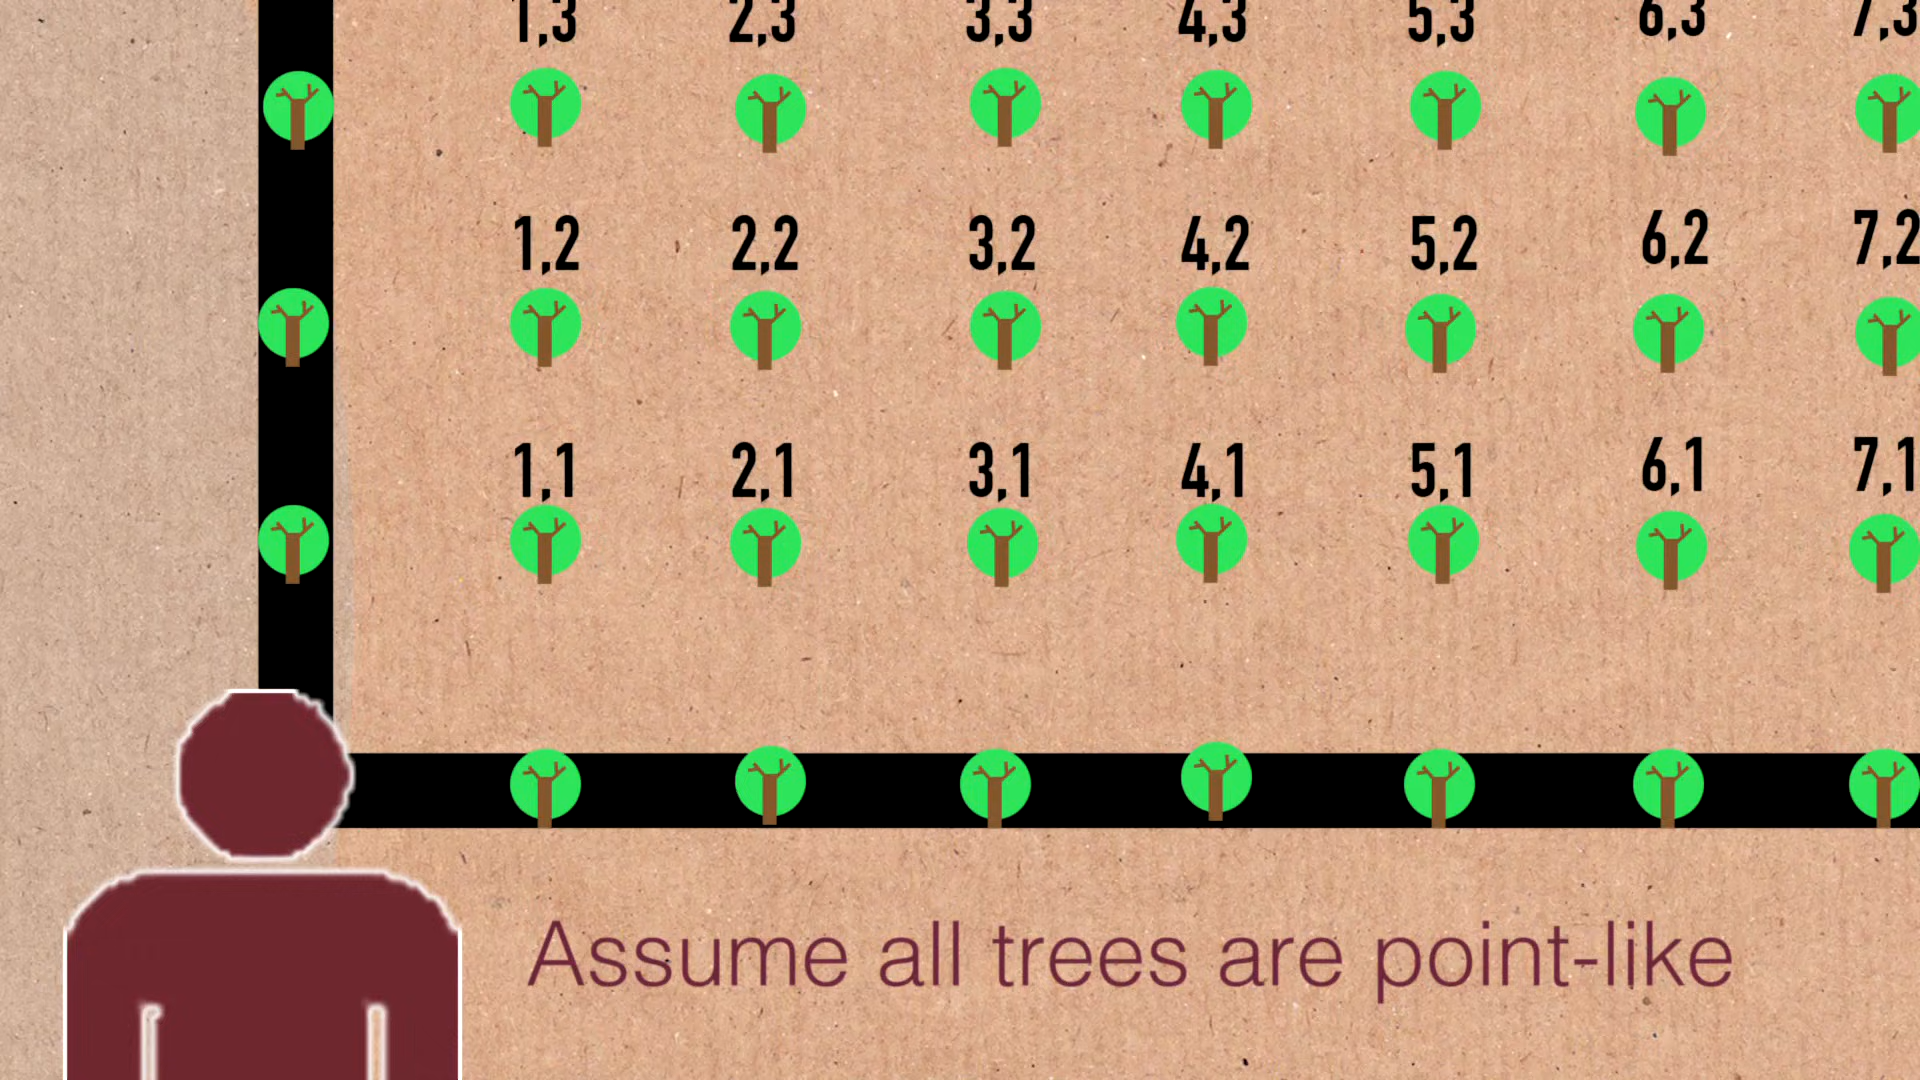 1,3 2,3 3,3 4,3 5,3 6,3 7,3
1,2 2,2 3,2 4,2 5,2 6,2 7,2
1,1 2,1 3,1 4,1 5,1 6,1 7,1
Assume all trees are point-like